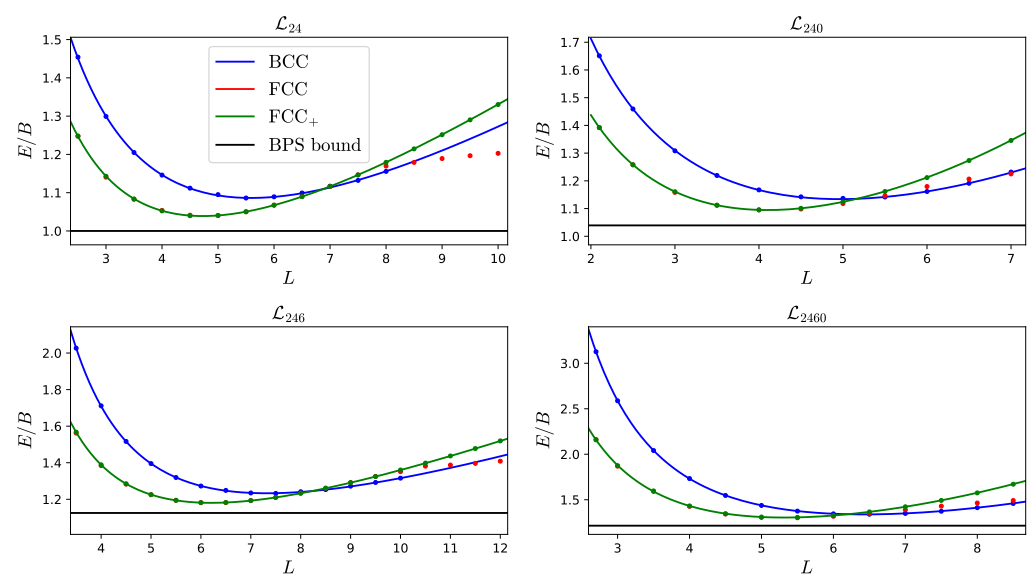 ℒ₂₄
1.5
1.4
1.3
1.2
1.1
1.0
E/B
BCC
FCC
FCC₊
BPS bound
3 4 5 6 7 8 9 10
L
ℒ₂₄₀
1.7
1.6
1.5
1.4
1.3
1.2
1.1
1.0
E/B
2 3 4 5 6 7
L
ℒ₂₄₆
2.0
1.8
1.6
1.4
1.2
E/B
4 5 6 7 8 9 10 11 12
L
ℒ₂₄₆₀
3.0
2.5
2.0
1.5
E/B
3 4 5 6 7 8
L